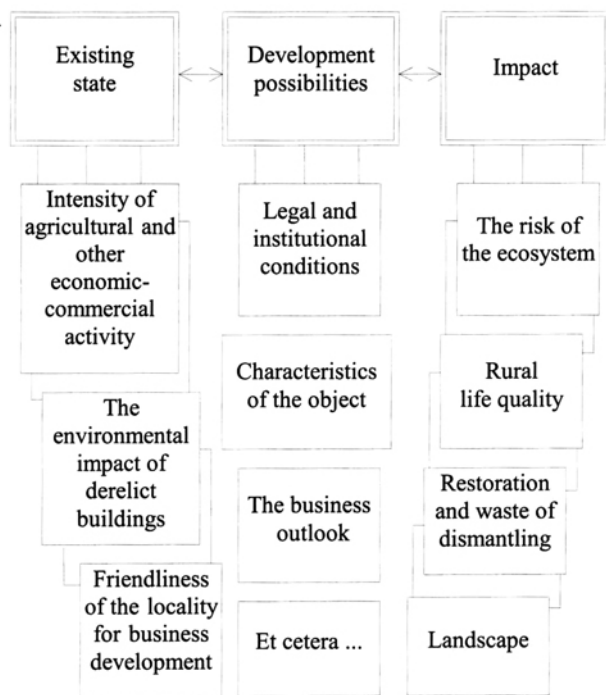 Existing
state
Development
possibilities
Impact
Intensity of
agricultural and
other
economic-
commercial
activity
The
environmental
impact of
derelict
buildings
Friendliness
of the locality
for business
development
Legal and
institutional
conditions
Characteristics
of the object
The business
outlook
Et cetera ...
The risk of
the ecosystem
Rural
life quality
Restoration
and waste of
dismantling
Landscape